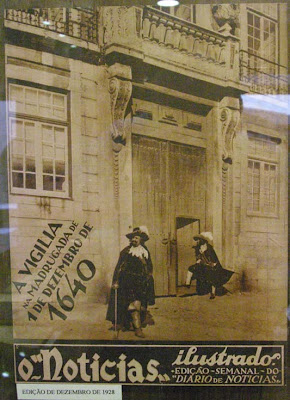 A VIGILIA
NA MADRUGADA DE
1 DE DEZEMBRO DE
1640
O "Noticias" ilustrado
EDIÇÃO-SEMANAL-DO
"DIÁRIO DE NOTICIAS"
EDIÇÃO DE DEZEMBRO DE 1928